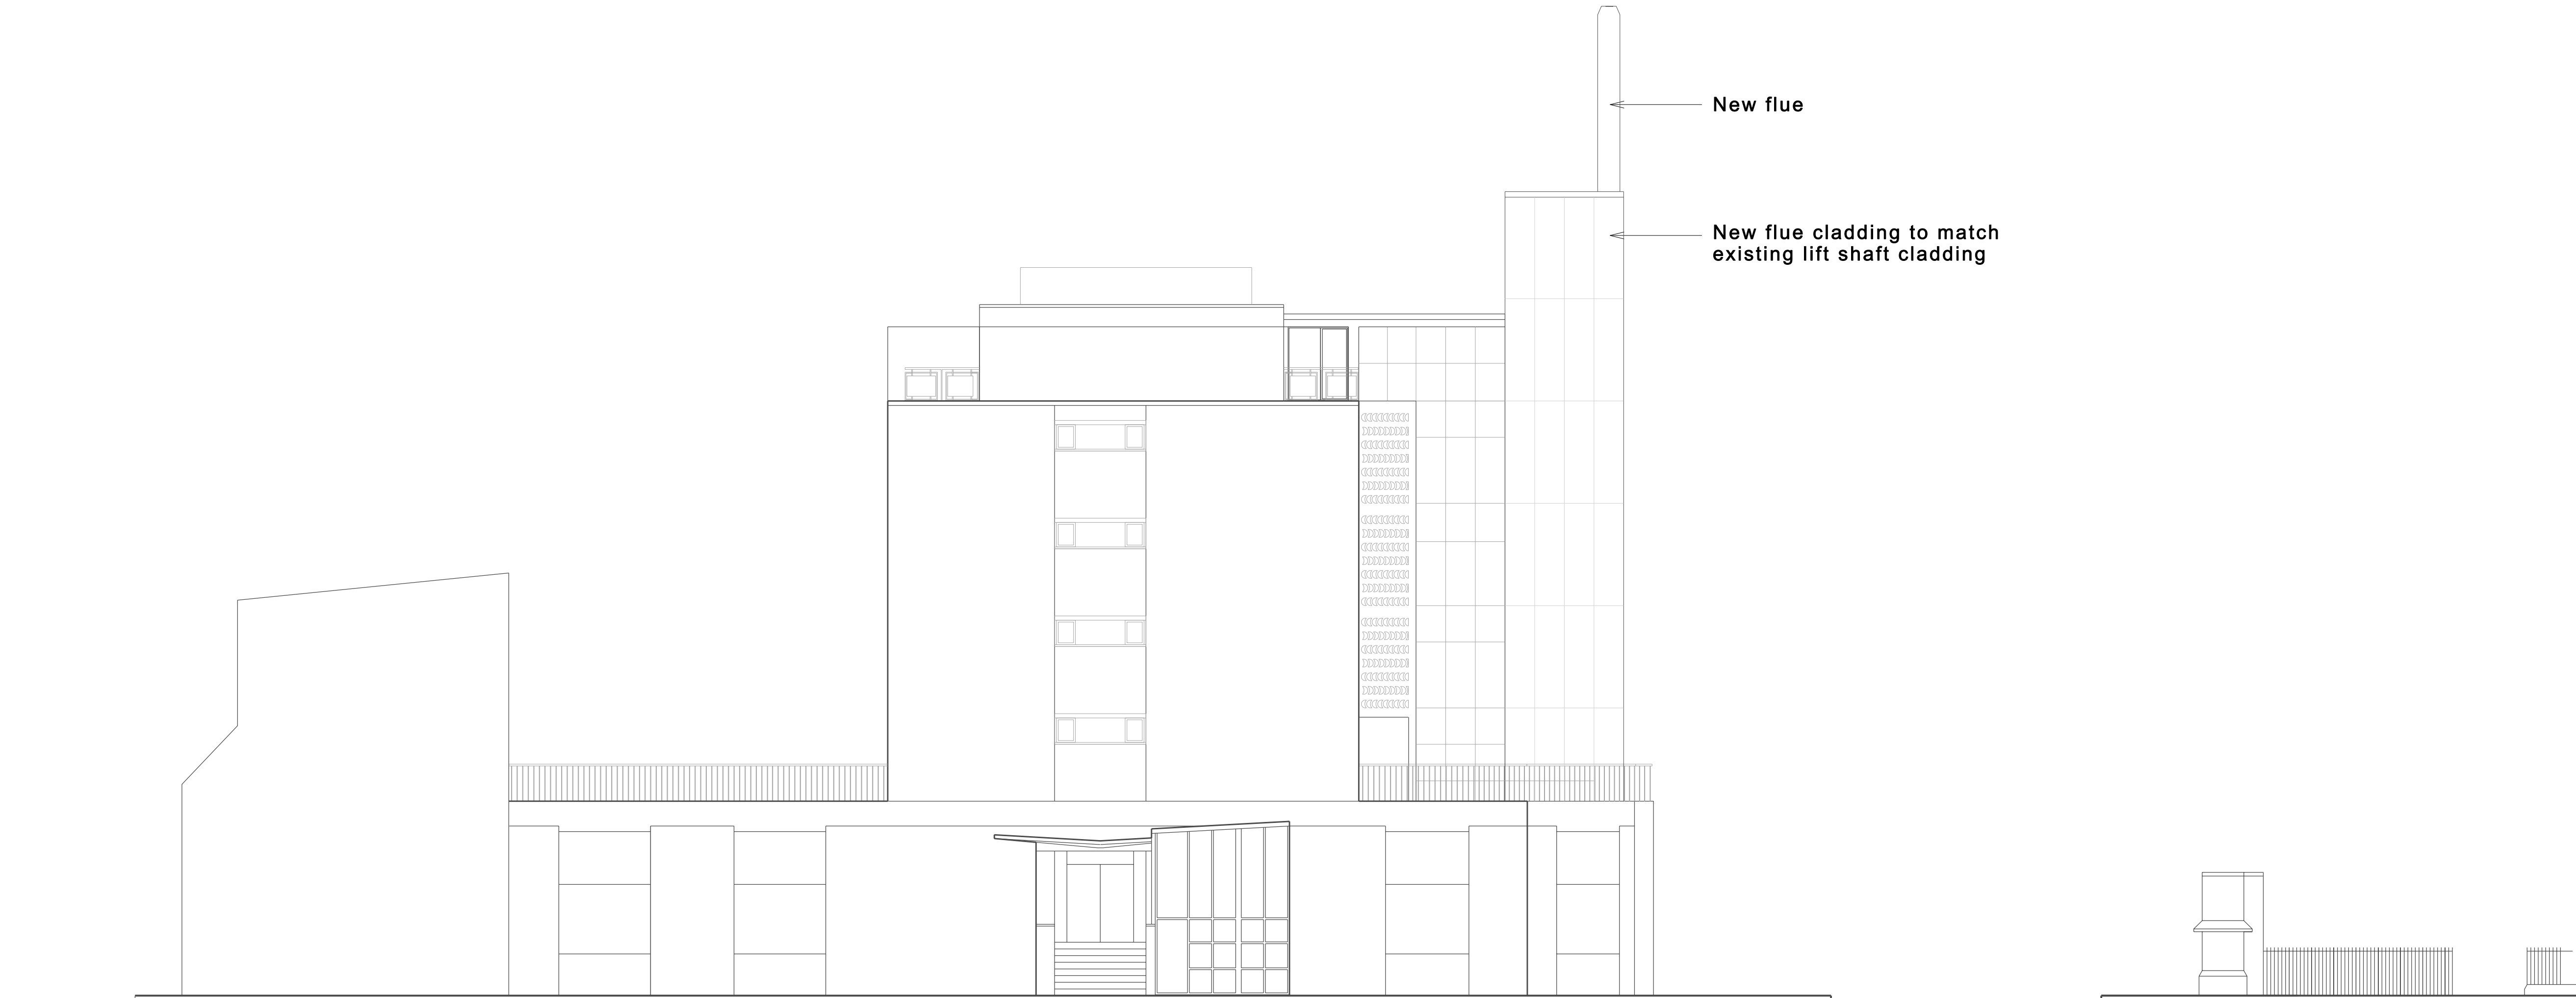 New flue
New flue cladding to match
existing lift shaft cladding